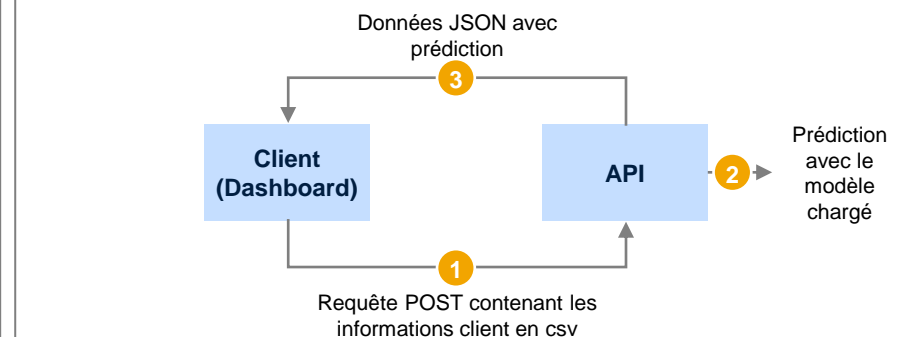 Données JSON avec
prédiction
3
Client
(Dashboard)
API
2
Prédiction
avec le
modèle
chargé
1
Requête POST contenant les
informations client en csv